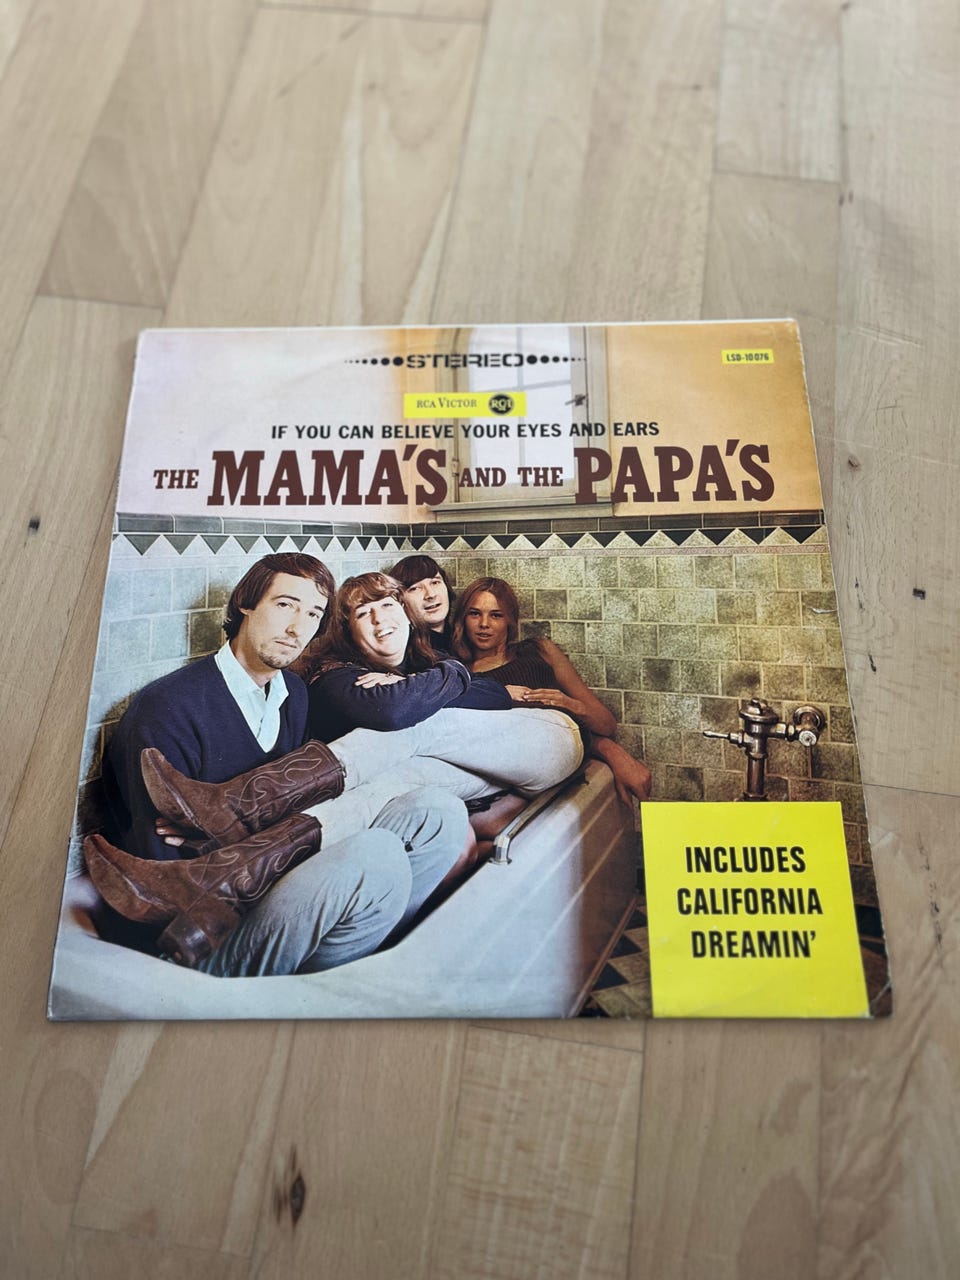 STEREO
LSD-10076
RCA VICTOR RCA
IF YOU CAN BELIEVE YOUR EYES AND EARS
THE MAMA'S AND THE PAPA'S
INCLUDES
CALIFORNIA
DREAMIN'